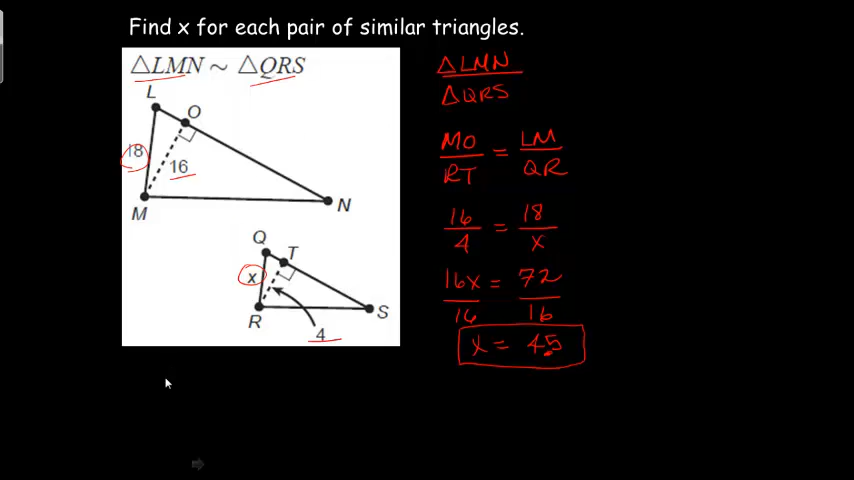 Find x for each pair of similar triangles.
△LMN ~ △QRS
L
O
18
16
M
N
Q
T
x
R
S
4
△LMN
△QRS
MO/RT = LM/QR
16/4 = 18/x
16x/16 = 72/16
x = 4.5